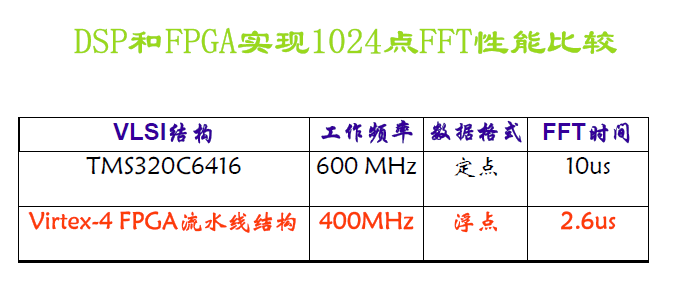 DSP和FPGA实现1024点FFT性能比较
VLSI结构 工作频率 数据格式 FFT时间
TMS320C6416 600 MHz 定点 10us
Virtex-4 FPGA流水线结构 400MHz 浮点 2.6us